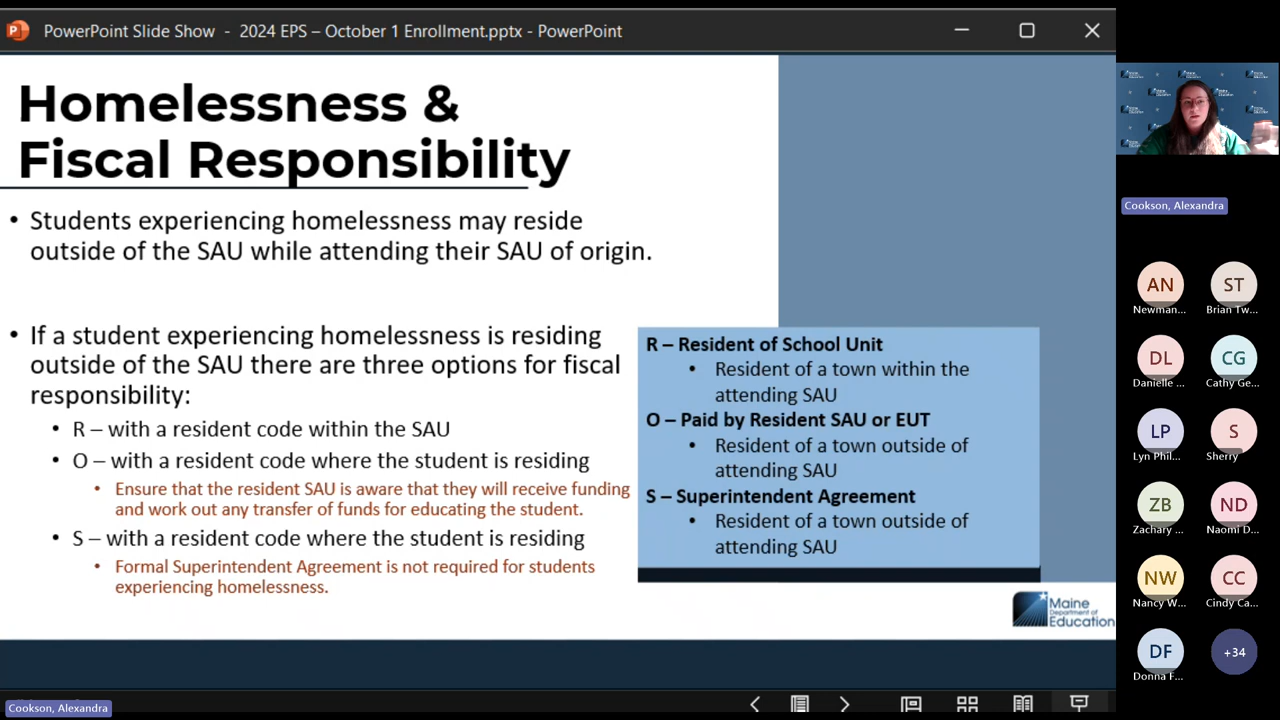 PowerPoint Slide Show - 2024 EPS – October 1 Enrollment.pptx - PowerPoint
Homelessness &
Fiscal Responsibility
• Students experiencing homelessness may reside
outside of the SAU while attending their SAU of origin.
• If a student experiencing homelessness is residing
outside of the SAU there are three options for fiscal
responsibility:
• R – with a resident code within the SAU
• O – with a resident code where the student is residing
• Ensure that the resident SAU is aware that they will receive funding
and work out any transfer of funds for educating the student.
• S – with a resident code where the student is residing
• Formal Superintendent Agreement is not required for students
experiencing homelessness.
R – Resident of School Unit
• Resident of a town within the
attending SAU
O – Paid by Resident SAU or EUT
• Resident of a town outside of
attending SAU
S – Superintendent Agreement
• Resident of a town outside of
attending SAU
Maine
Department of
Education
Cookson, Alexandra
Cookson, Alexandra
AN
Newman...
ST
Brian Tw...
DL
Danielle ...
CG
Cathy Ge...
LP
Lyn Phil...
S
Sherry
ZB
Zachary ...
ND
Naomi D...
NW
Nancy W...
CC
Cindy Ca...
DF
Donna F...
+34